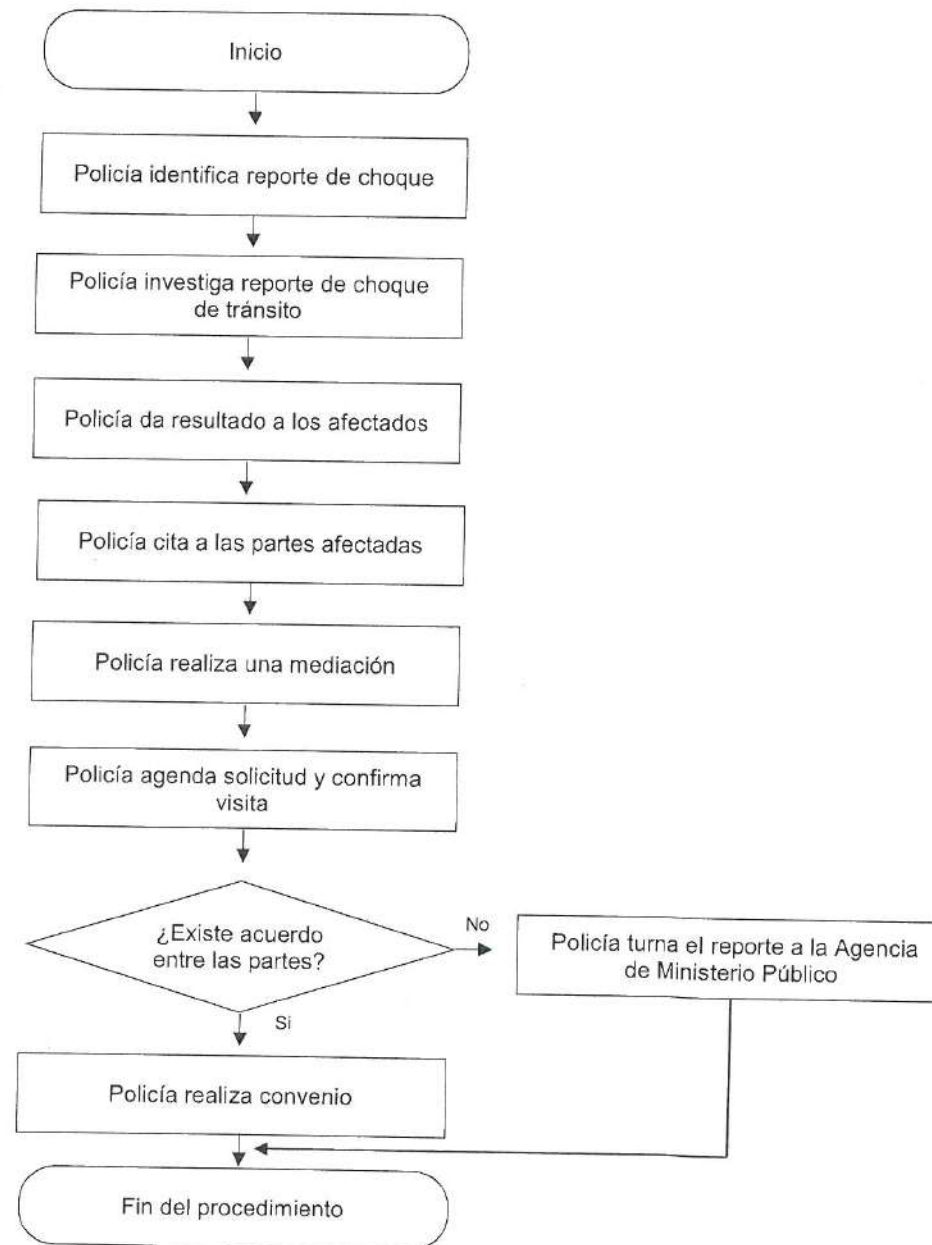 Inicio
Policía identifica reporte de choque
Policía investiga reporte de choque
de tránsito
Policía da resultado a los afectados
Policía cita a las partes afectadas
Policía realiza una mediación
Policía agenda solicitud y confirma
visita
¿Existe acuerdo
entre las partes?
No
Policía turna el reporte a la Agencia
de Ministerio Público
Si
Policía realiza convenio
Fin del procedimiento